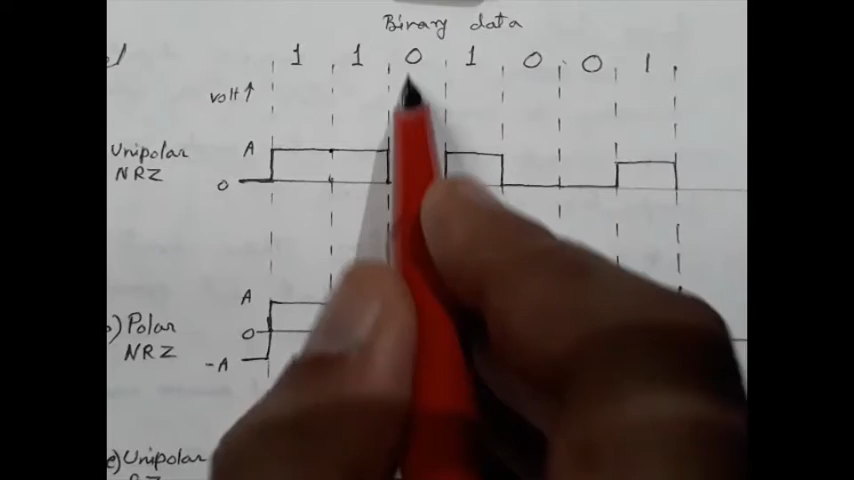 Binary data
1 1 0 1 0 0 1
volt ↑
Unipolar
NRZ
A
0
Polar
NRZ
A
0
-A
Unipolar